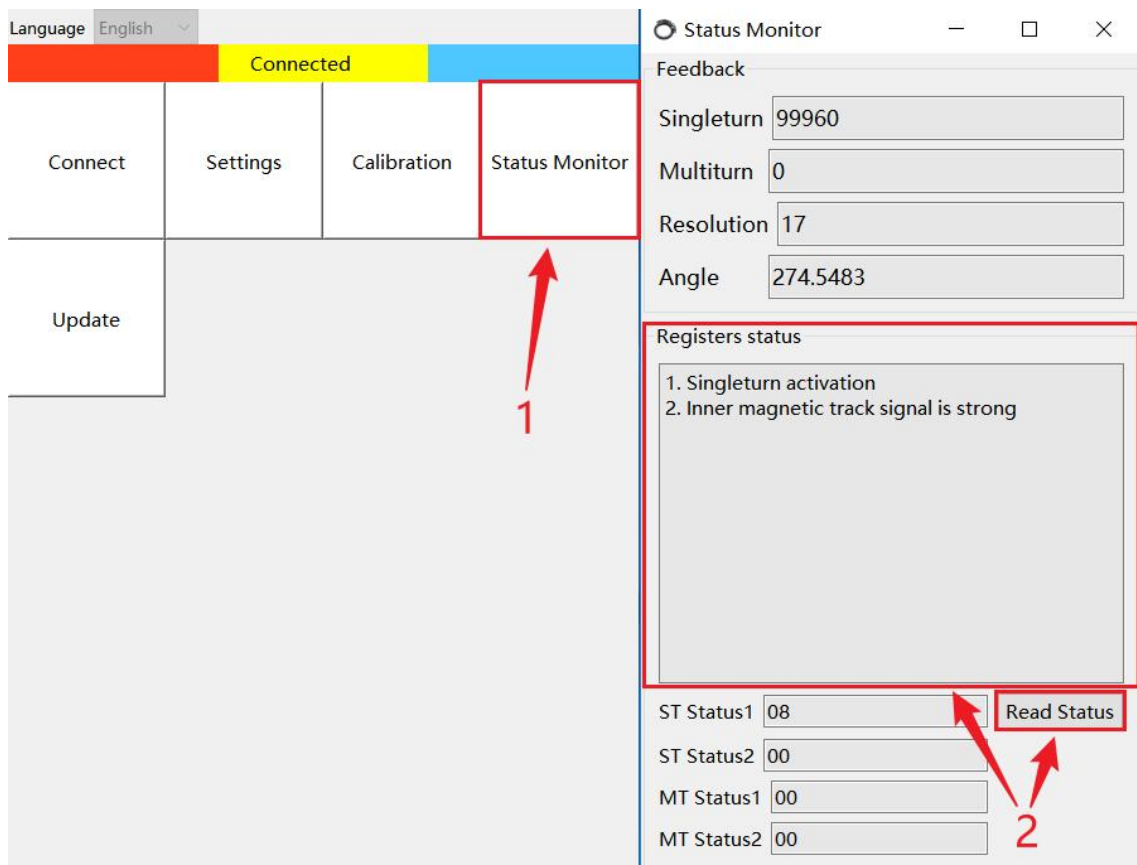 Language English
Connected
Connect
Settings
Calibration
Status Monitor
Update
1
Status Monitor
Feedback
Singleturn 99960
Multiturn 0
Resolution 17
Angle 274.5483
Registers status
1. Singleturn activation
2. Inner magnetic track signal is strong
ST Status1 08
Read Status
ST Status2 00
MT Status1 00
MT Status2 00
2